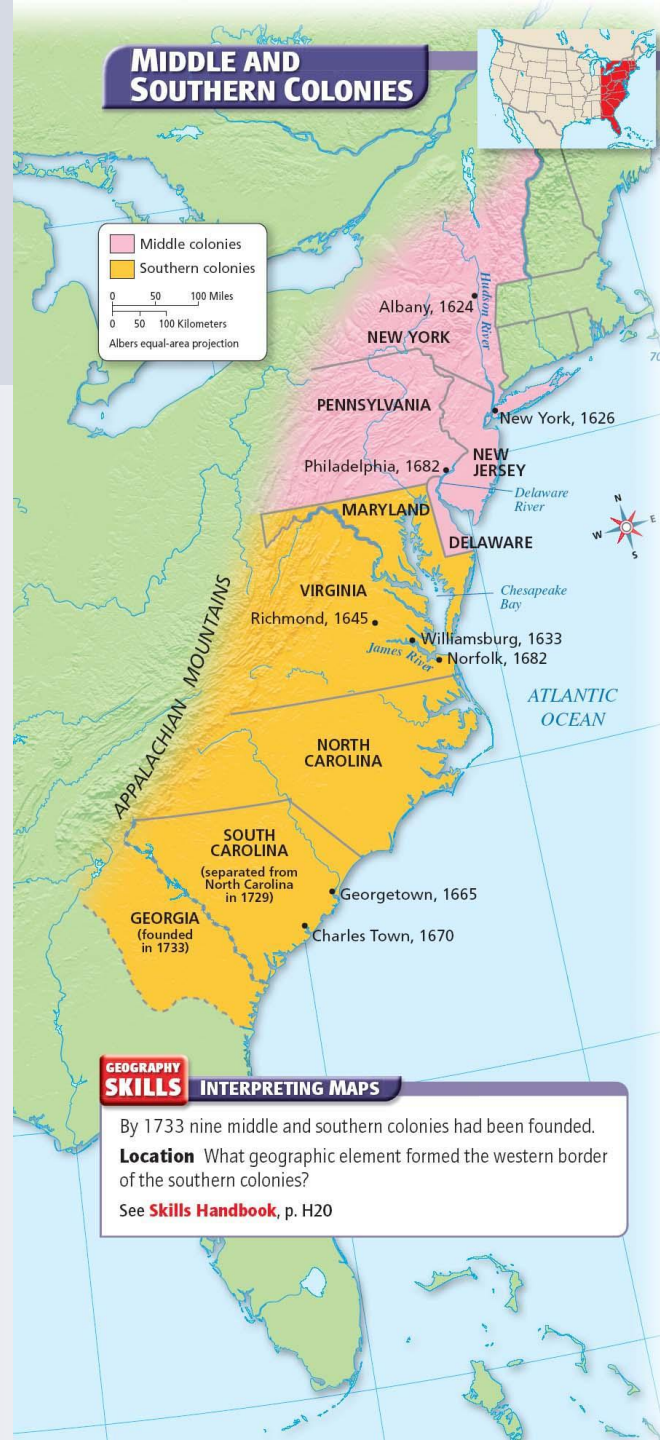 MIDDLE AND
SOUTHERN COLONIES
Middle colonies
Southern colonies
0 50 100 Miles
0 50 100 Kilometers
Albers equal-area projection
Hudson River
Albany, 1624
NEW YORK
PENNSYLVANIA
New York, 1626
NEW
JERSEY
Philadelphia, 1682
Delaware
River
MARYLAND
DELAWARE
N
W E
S
VIRGINIA
Chesapeake
Bay
Richmond, 1645
Williamsburg, 1633
James River
Norfolk, 1682
APPALACHIAN MOUNTAINS
ATLANTIC
OCEAN
NORTH
CAROLINA
SOUTH
CAROLINA
(separated from
North Carolina
in 1729)
Georgetown, 1665
GEORGIA
(founded
in 1733)
Charles Town, 1670
GEOGRAPHY
SKILLS INTERPRETING MAPS
By 1733 nine middle and southern colonies had been founded.
Location What geographic element formed the western border
of the southern colonies?
See Skills Handbook, p. H20